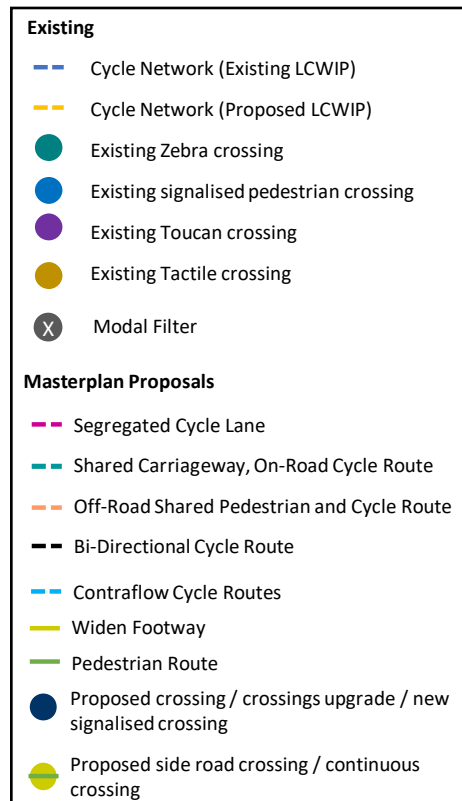 Existing
Cycle Network (Existing LCWIP)
Cycle Network (Proposed LCWIP)
Existing Zebra crossing
Existing signalised pedestrian crossing
Existing Toucan crossing
Existing Tactile crossing
X Modal Filter
Masterplan Proposals
Segregated Cycle Lane
Shared Carriageway, On-Road Cycle Route
Off-Road Shared Pedestrian and Cycle Route
Bi-Directional Cycle Route
Contraflow Cycle Routes
Widen Footway
Pedestrian Route
Proposed crossing / crossings upgrade / new
signalised crossing
Proposed side road crossing / continuous
crossing